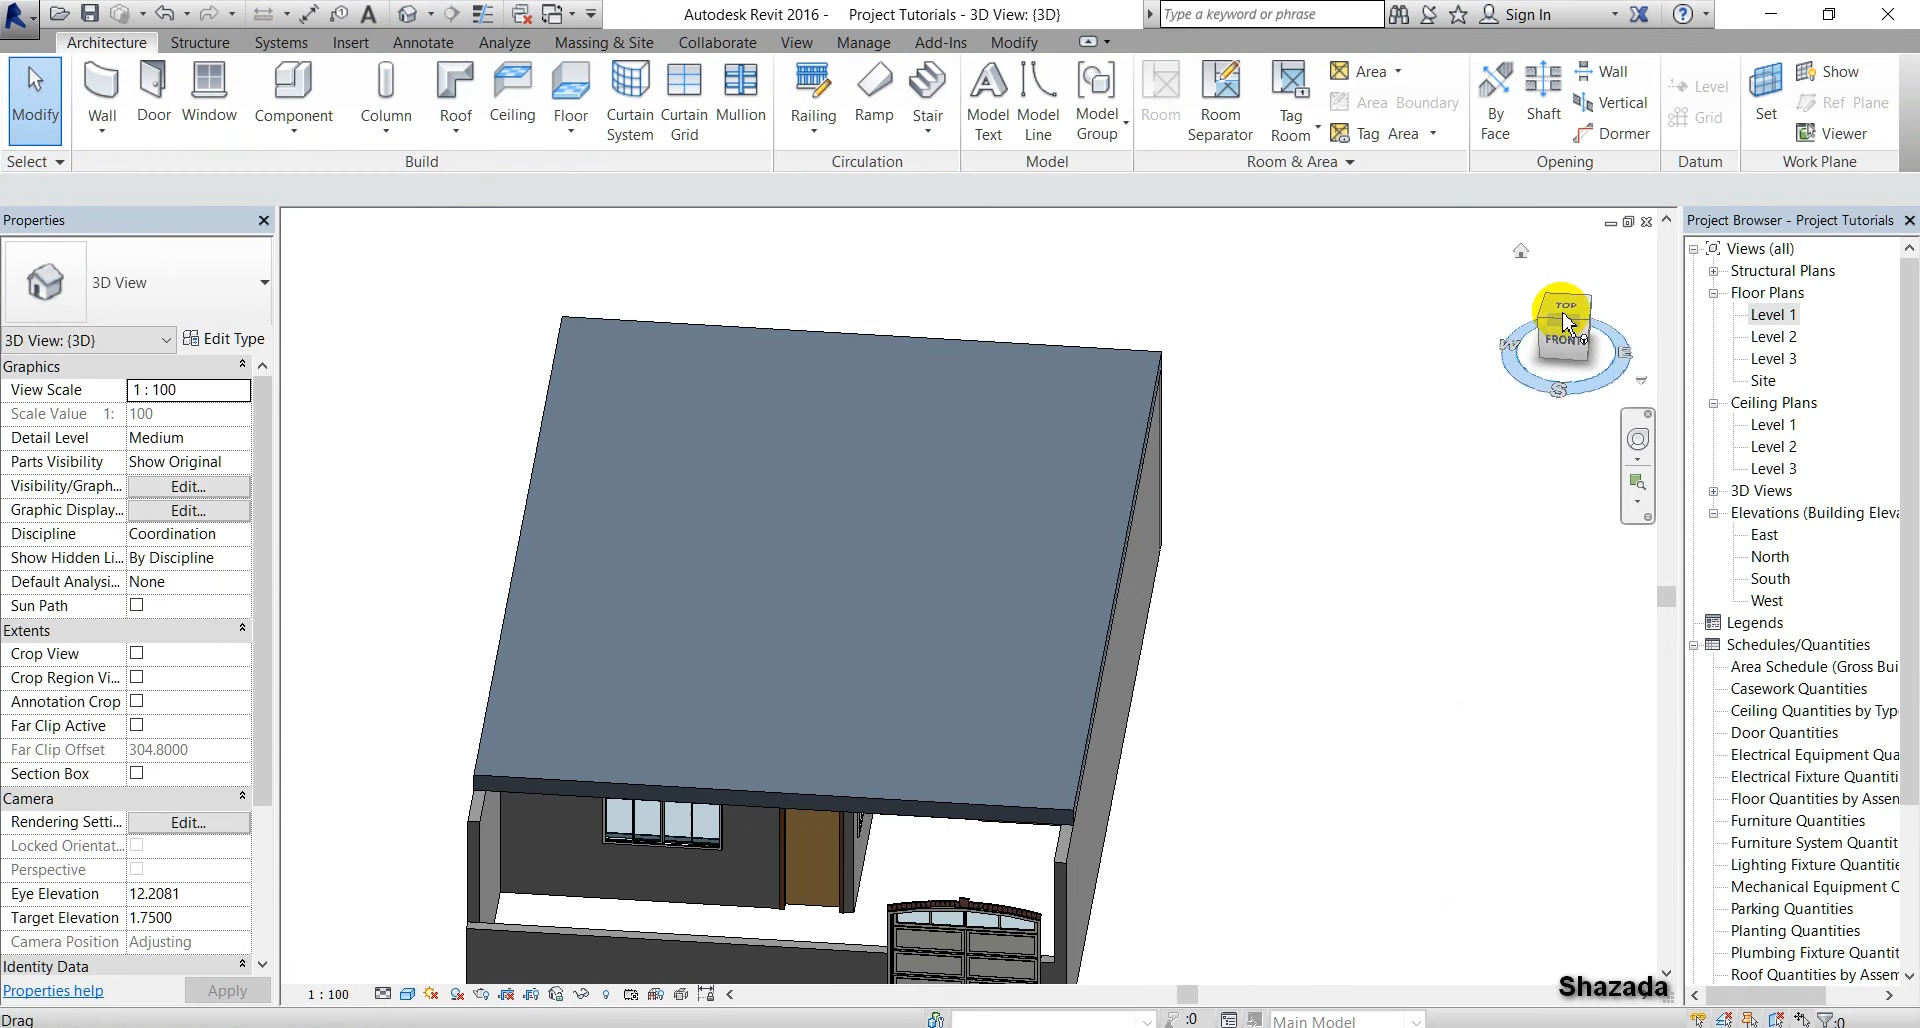 Autodesk Revit 2016 - Project Tutorials - 3D View: {3D}
Type a keyword or phrase
Sign In
Architecture Structure Systems Insert Annotate Analyze Massing & Site Collaborate View Manage Add-Ins Modify
Modify
Wall
Door
Window
Component
Column
Roof
Ceiling
Floor
Curtain System
Curtain Grid
Mullion
Railing
Ramp
Stair
Model Text
Model Line
Model Group
Room
Room Separator
Tag Room
Area
Area Boundary
Tag Area
By Face
Shaft
Wall
Vertical
Dormer
Level
Grid
Set
Show
Ref Plane
Viewer
Select
Build
Circulation
Model
Room & Area
Opening
Datum
Work Plane
Properties
3D View
3D View: {3D}
Edit Type
Graphics
View Scale 1 : 100
Scale Value 1: 100
Detail Level Medium
Parts Visibility Show Original
Visibility/Graph... Edit...
Graphic Display... Edit...
Discipline Coordination
Show Hidden Li... By Discipline
Default Analysi... None
Sun Path
Extents
Crop View
Crop Region Vi...
Annotation Crop
Far Clip Active
Far Clip Offset 304.8000
Section Box
Camera
Rendering Setti... Edit...
Locked Orientat...
Perspective
Eye Elevation 12.2081
Target Elevation 1.7500
Camera Position Adjusting
Identity Data
Properties help
Apply
TOP
FRONT
W
E
S
1 : 100
Shazada
Project Browser - Project Tutorials
Views (all)
Structural Plans
Floor Plans
Level 1
Level 2
Level 3
Site
Ceiling Plans
Level 1
Level 2
Level 3
3D Views
Elevations (Building Eleva
East
North
South
West
Legends
Schedules/Quantities
Area Schedule (Gross Bui
Casework Quantities
Ceiling Quantities by Typ
Door Quantities
Electrical Equipment Qua
Electrical Fixture Quantiti
Floor Quantities by Assem
Furniture Quantities
Furniture System Quantit
Lighting Fixture Quantitie
Mechanical Equipment Q
Parking Quantities
Planting Quantities
Plumbing Fixture Quantit
Roof Quantities by Assem
Drag
:0
Main Model
:0